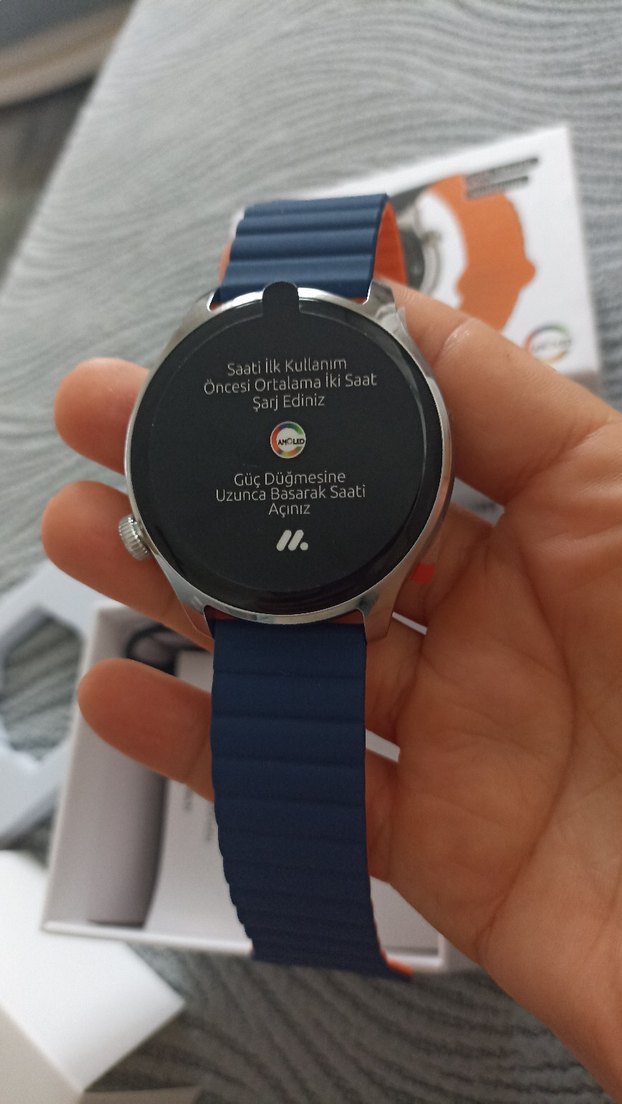 Saati İlk Kullanım
Öncesi Ortalama İki Saat
Şarj Ediniz
AMOLED
Güç Düğmesine
Uzunca Basarak Saati
Açınız